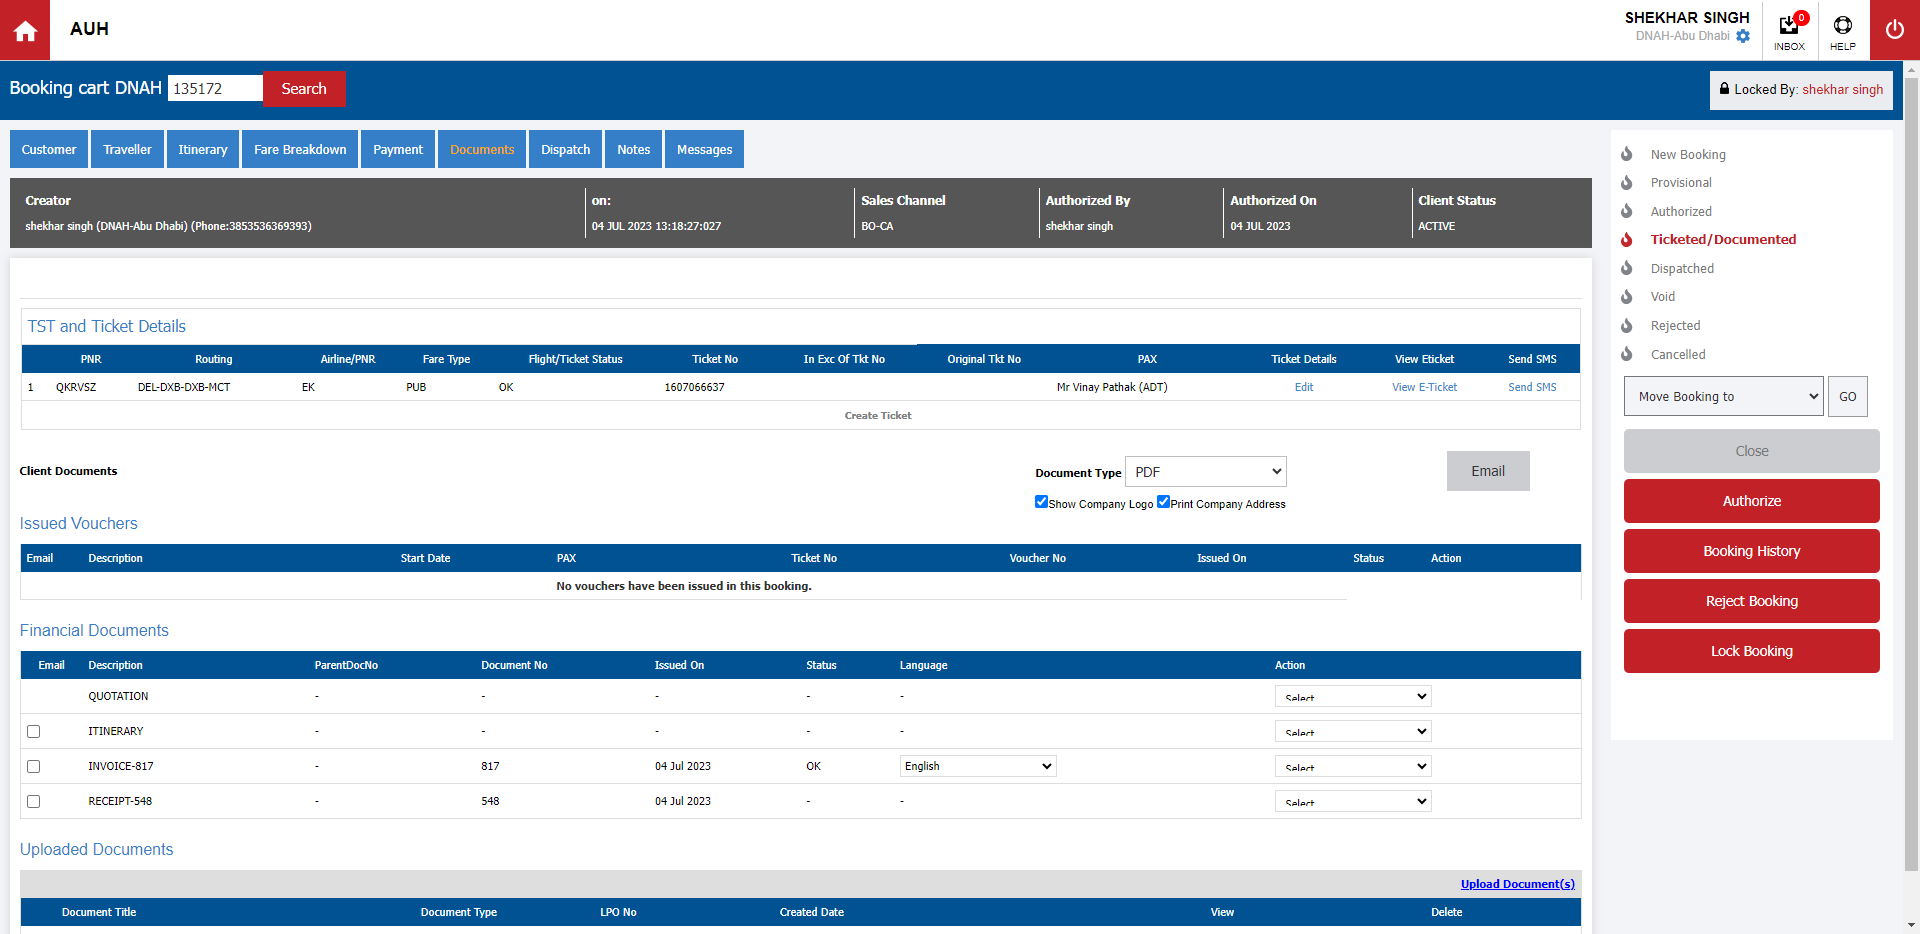 AUH
SHEKHAR SINGH
DNAH-Abu Dhabi
0
INBOX
HELP
Booking cart DNAH 135172 Search
Locked By: shekhar singh
Customer Traveller Itinerary Fare Breakdown Payment Documents Dispatch Notes Messages
Creator on: Sales Channel Authorized By Authorized On Client Status
shekhar singh (DNAH-Abu Dhabi) (Phone:3853536369393) 04 JUL 2023 13:18:27:027 BO-CA shekhar singh 04 JUL 2023 ACTIVE
TST and Ticket Details
PNR Routing Airline/PNR Fare Type Flight/Ticket Status Ticket No In Exc Of Tkt No Original Tkt No PAX Ticket Details View Eticket Send SMS
1 QKRVSZ DEL-DXB-DXB-MCT EK PUB OK 1607066637 Mr Vinay Pathak (ADT) Edit View E-Ticket Send SMS
Create Ticket
Client Documents Document Type PDF Email
Show Company Logo Print Company Address
Issued Vouchers
Email Description Start Date PAX Ticket No Voucher No Issued On Status Action
No vouchers have been issued in this booking.
Financial Documents
Email Description ParentDocNo Document No Issued On Status Language Action
QUOTATION - - - - - Select
ITINERARY - - - - - Select
INVOICE-817 - 817 04 Jul 2023 OK English Select
RECEIPT-548 - 548 04 Jul 2023 - - Select
Uploaded Documents
Upload Document(s)
Document Title Document Type LPO No Created Date View Delete
New Booking
Provisional
Authorized
Ticketed/Documented
Dispatched
Void
Rejected
Cancelled
Move Booking to GO
Close
Authorize
Booking History
Reject Booking
Lock Booking